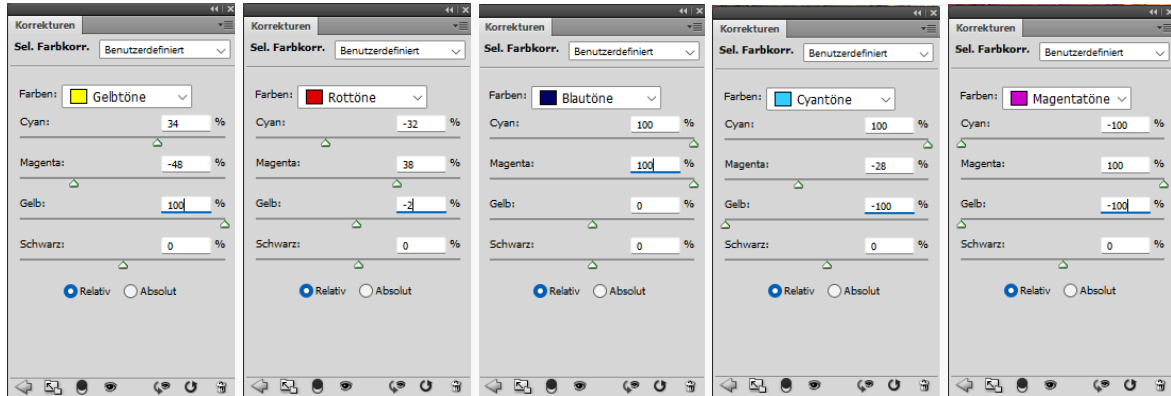 Korrekturen
Sel. Farbkorr. Benutzerdefiniert
Farben: Gelbtöne
Cyan: 34 %
Magenta: -48 %
Gelb: 100 %
Schwarz: 0 %
Relativ Absolut
Korrekturen
Sel. Farbkorr. Benutzerdefiniert
Farben: Rottöne
Cyan: -32 %
Magenta: 38 %
Gelb: -2 %
Schwarz: 0 %
Relativ Absolut
Korrekturen
Sel. Farbkorr. Benutzerdefiniert
Farben: Blautöne
Cyan: 100 %
Magenta: 100 %
Gelb: 0 %
Schwarz: 0 %
Relativ Absolut
Korrekturen
Sel. Farbkorr. Benutzerdefiniert
Farben: Cyantöne
Cyan: 100 %
Magenta: -28 %
Gelb: -100 %
Schwarz: 0 %
Relativ Absolut
Korrekturen
Sel. Farbkorr. Benutzerdefiniert
Farben: Magentatöne
Cyan: -100 %
Magenta: 100 %
Gelb: -100 %
Schwarz: 0 %
Relativ Absolut